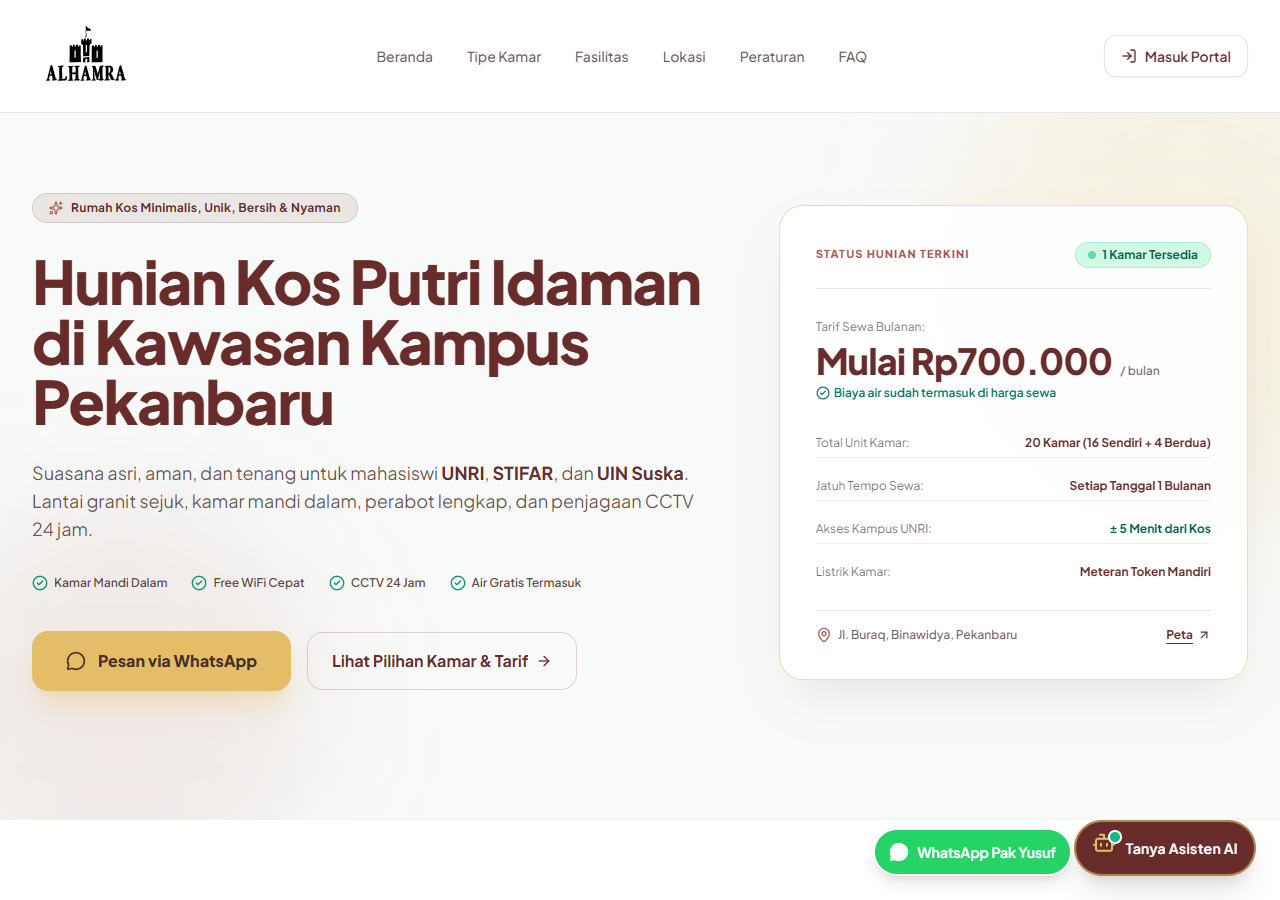 ALHAMRA
Beranda
Tipe Kamar
Fasilitas
Lokasi
Peraturan
FAQ
Masuk Portal
Rumah Kos Minimalis, Unik, Bersih & Nyaman
Hunian Kos Putri Idaman
di Kawasan Kampus
Pekanbaru
Suasana asri, aman, dan tenang untuk mahasiswi UNRI, STIFAR, dan UIN Suska.
Lantai granit sejuk, kamar mandi dalam, perabot lengkap, dan penjagaan CCTV
24 jam.
Kamar Mandi Dalam
Free WiFi Cepat
CCTV 24 Jam
Air Gratis Termasuk
Pesan via WhatsApp
Lihat Pilihan Kamar & Tarif
STATUS HUNIAN TERKINI
1 Kamar Tersedia
Tarif Sewa Bulanan:
Mulai Rp700.000 / bulan
Biaya air sudah termasuk di harga sewa
Total Unit Kamar: 20 Kamar (16 Sendiri + 4 Berdua)
Jatuh Tempo Sewa: Setiap Tanggal 1 Bulanan
Akses Kampus UNRI: ± 5 Menit dari Kos
Listrik Kamar: Meteran Token Mandiri
Jl. Buraq, Binawidya, Pekanbaru
Peta
WhatsApp Pak Yusuf
Tanya Asisten AI